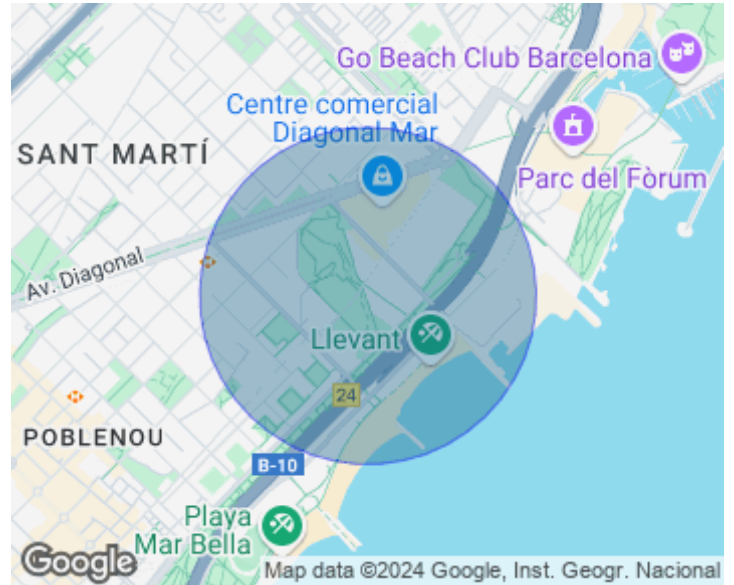 Go Beach Club Barcelona
Centre comercial
Diagonal Mar
SANT MARTÍ
Parc del Fòrum
Av. Diagonal
Llevant
24
POBLENOU
B-10
Playa
Mar Bella
Google
Map data ©2024 Google, Inst. Geogr. Nacional